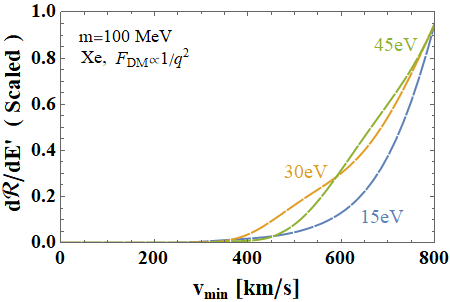 1.0
0.8
0.6
0.4
0.2
0.0
dR/dE' ( Scaled )
m=100 MeV
Xe, F_DM∝1/q²
45eV
30eV
15eV
0 200 400 600 800
v_min [km/s]